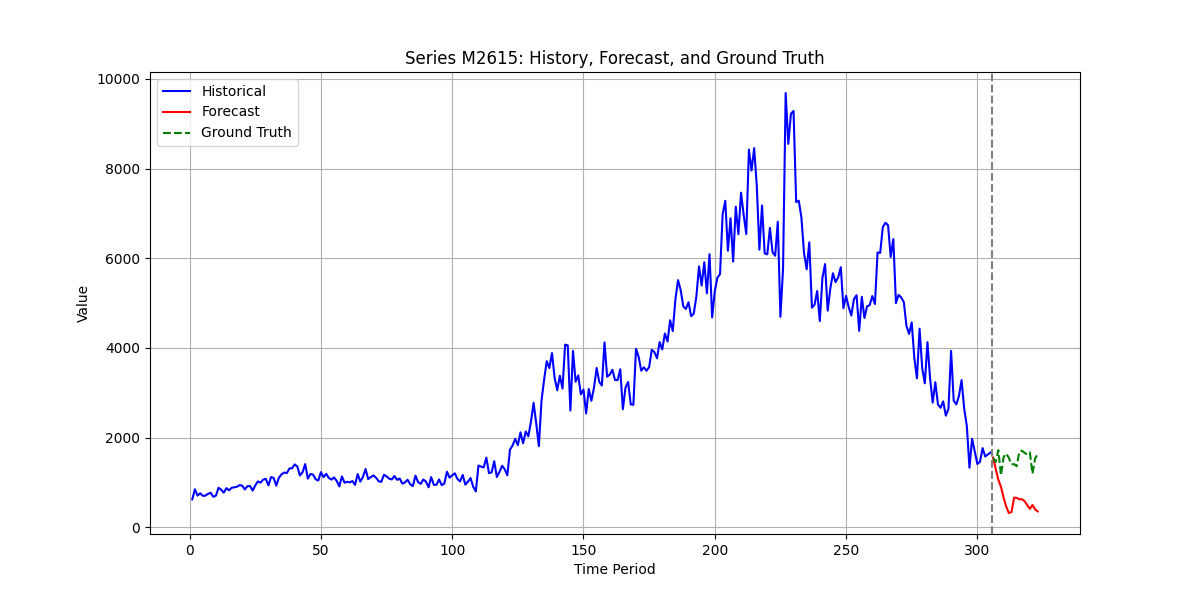 Series M2615: History, Forecast, and Ground Truth
10000
8000
6000
4000
2000
0
Value
Historical
Forecast
Ground Truth
0
50
100
150
200
250
300
Time Period